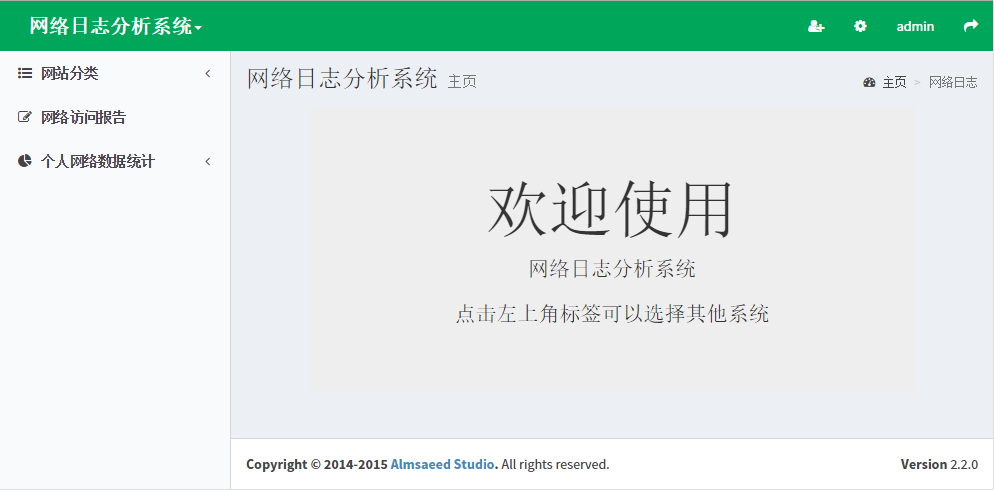 网络日志分析系统
admin
网站分类
网络访问报告
个人网络数据统计
网络日志分析系统 主页
主页 > 网络日志
欢迎使用
网络日志分析系统
点击左上角标签可以选择其他系统
Copyright © 2014-2015 Almsaeed Studio. All rights reserved.
Version 2.2.0